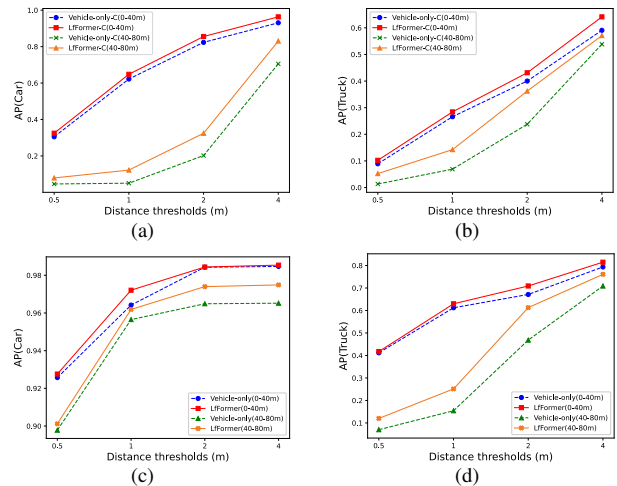 1.0
0.8
0.6
0.4
0.2
AP(Car)
Vehicle-only-C(0-40m)
LfFormer-C(0-40m)
Vehicle-only-C(40-80m)
LfFormer-C(40-80m)
0.5 1 2 4
Distance thresholds (m)
(a)
0.7
0.6
0.5
0.4
0.3
0.2
0.1
0.0
AP(Truck)
Vehicle-only-C(0-40m)
LfFormer-C(0-40m)
Vehicle-only-C(40-80m)
LfFormer-C(40-80m)
0.5 1 2 4
Distance thresholds (m)
(b)
0.98
0.96
0.94
0.92
0.90
AP(Car)
Vehicle-only(0-40m)
LfFormer(0-40m)
Vehicle-only(40-80m)
LfFormer(40-80m)
0.5 1 2 4
Distance thresholds (m)
(c)
0.8
0.7
0.6
0.5
0.4
0.3
0.2
0.1
AP(Truck)
Vehicle-only(0-40m)
LfFormer(0-40m)
Vehicle-only(40-80m)
LfFormer(40-80m)
0.5 1 2 4
Distance thresholds (m)
(d)